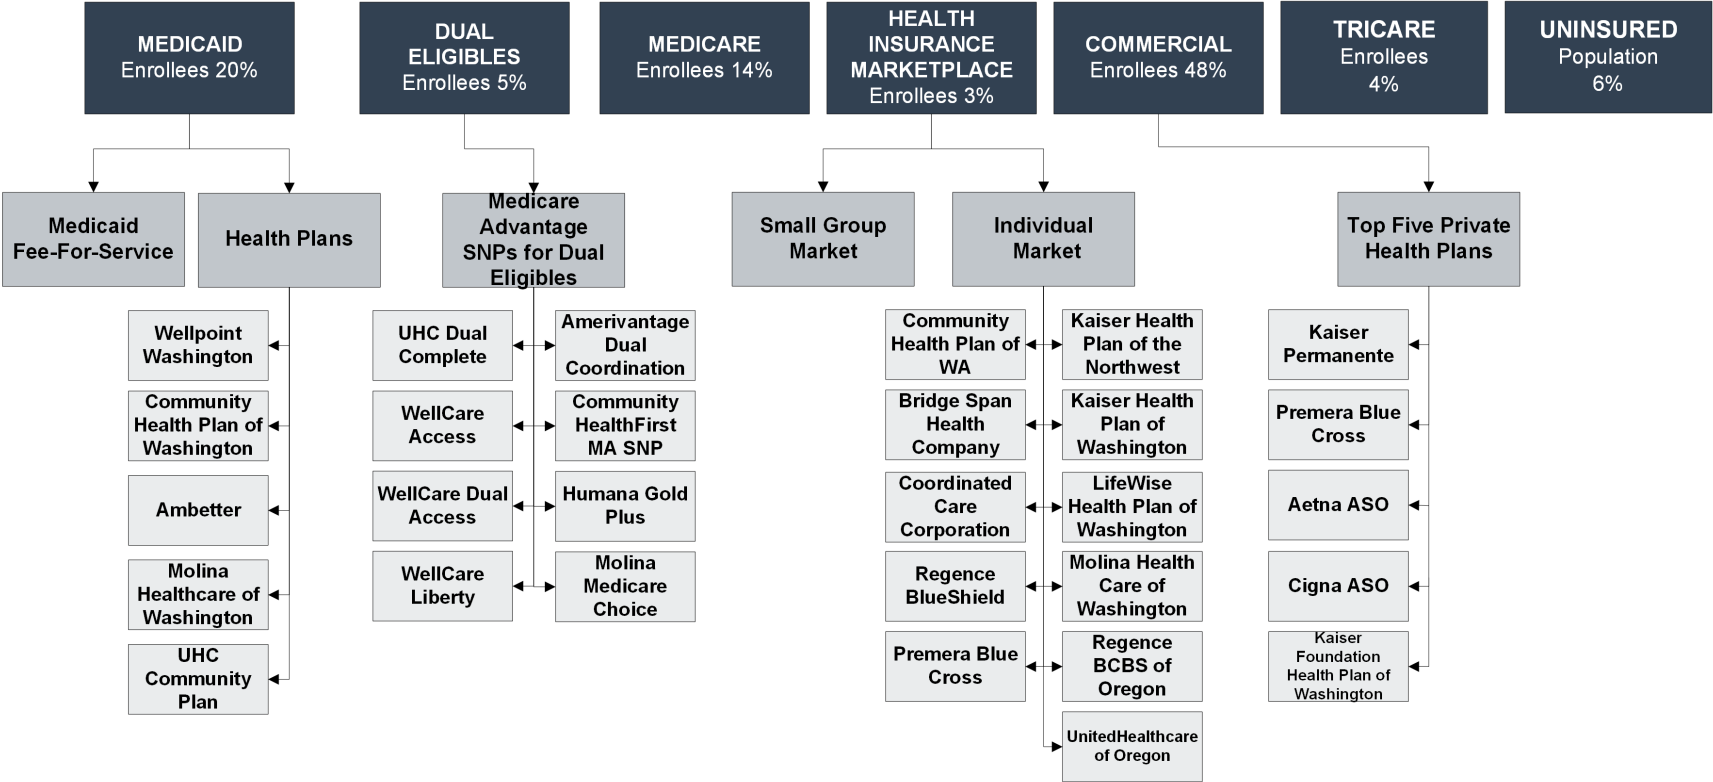 MEDICAID
Enrollees 20%
DUAL
ELIGIBLES
Enrollees 5%
MEDICARE
Enrollees 14%
HEALTH
INSURANCE
MARKETPLACE
Enrollees 3%
COMMERCIAL
Enrollees 48%
TRICARE
Enrollees
4%
UNINSURED
Population
6%
Medicaid
Fee-For-Service
Health Plans
Medicare
Advantage
SNPs for Dual
Eligibles
Small Group
Market
Individual
Market
Top Five Private
Health Plans
Wellpoint
Washington
Community
Health Plan of
Washington
Ambetter
Molina
Healthcare of
Washington
UHC
Community
Plan
UHC Dual
Complete
Amerivantage
Dual
Coordination
WellCare
Access
Community
HealthFirst
MA SNP
WellCare Dual
Access
Humana Gold
Plus
WellCare
Liberty
Molina
Medicare
Choice
Community
Health Plan of
WA
Kaiser Health
Plan of the
Northwest
Bridge Span
Health
Company
Kaiser Health
Plan of
Washington
Coordinated
Care
Corporation
LifeWise
Health Plan of
Washington
Regence
BlueShield
Molina Health
Care of
Washington
Premera Blue
Cross
Regence
BCBS of
Oregon
UnitedHealthcare
of Oregon
Kaiser
Permanente
Premera Blue
Cross
Aetna ASO
Cigna ASO
Kaiser
Foundation
Health Plan of
Washington